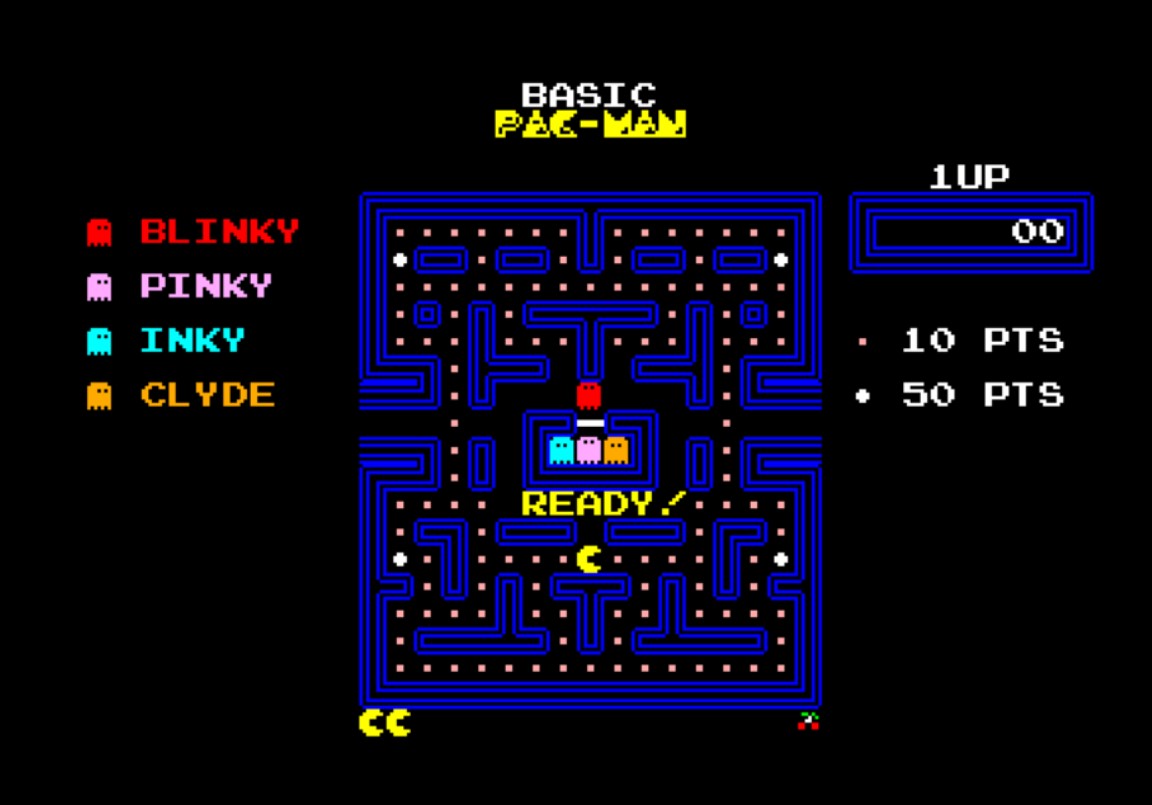 BASIC
PAC-MAN
1UP
00
BLINKY
PINKY
INKY
CLYDE
10 PTS
50 PTS
READY!